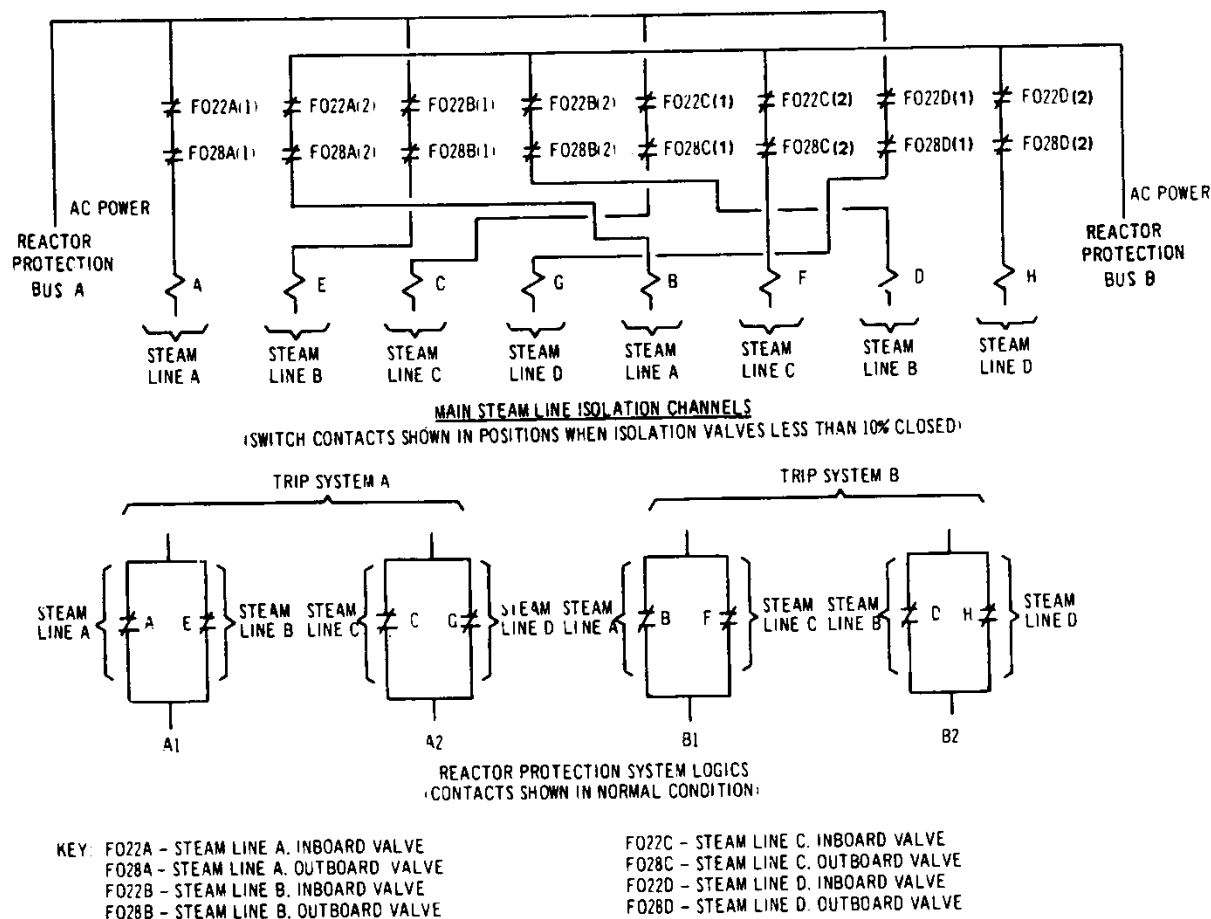 F022A(1) F022A(2) F022B(1) F022B(2) F022C(1) F022C(2) F022D(1) F022D(2)
F028A(1) F028A(2) F028B(1) F028B(2) F028C(1) F028C(2) F028D(1) F028D(2)
AC POWER
REACTOR
PROTECTION
BUS A
AC POWER
REACTOR
PROTECTION
BUS B
A E C G B F D H
STEAM STEAM STEAM STEAM STEAM STEAM STEAM STEAM
LINE A LINE B LINE C LINE D LINE A LINE C LINE B LINE D
MAIN STEAM LINE ISOLATION CHANNELS
(SWITCH CONTACTS SHOWN IN POSITIONS WHEN ISOLATION VALVES LESS THAN 10% CLOSED)
TRIP SYSTEM A TRIP SYSTEM B
STEAM LINE A
A E
STEAM LINE B
STEAM LINE C
C G
STEAM LINE D
STEAM LINE A
B F
STEAM LINE C
STEAM LINE B
D H
STEAM LINE D
A1 A2 B1 B2
REACTOR PROTECTION SYSTEM LOGICS
(CONTACTS SHOWN IN NORMAL CONDITION)
KEY: F022A – STEAM LINE A. INBOARD VALVE
F028A – STEAM LINE A. OUTBOARD VALVE
F022B – STEAM LINE B. INBOARD VALVE
F028B – STEAM LINE B. OUTBOARD VALVE
F022C – STEAM LINE C. INBOARD VALVE
F028C – STEAM LINE C. OUTBOARD VALVE
F022D – STEAM LINE D. INBOARD VALVE
F028D – STEAM LINE D. OUTBOARD VALVE